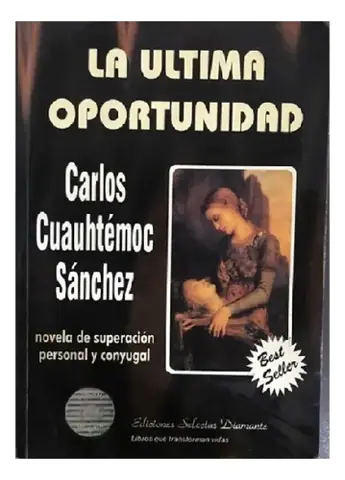 LA ULTIMA
OPORTUNIDAD
Carlos
Cuauhtémoc
Sánchez
novela de superación
personal y conyugal
Best
Seller
Ediciones Selectas Diamante
Libros que transforman vidas